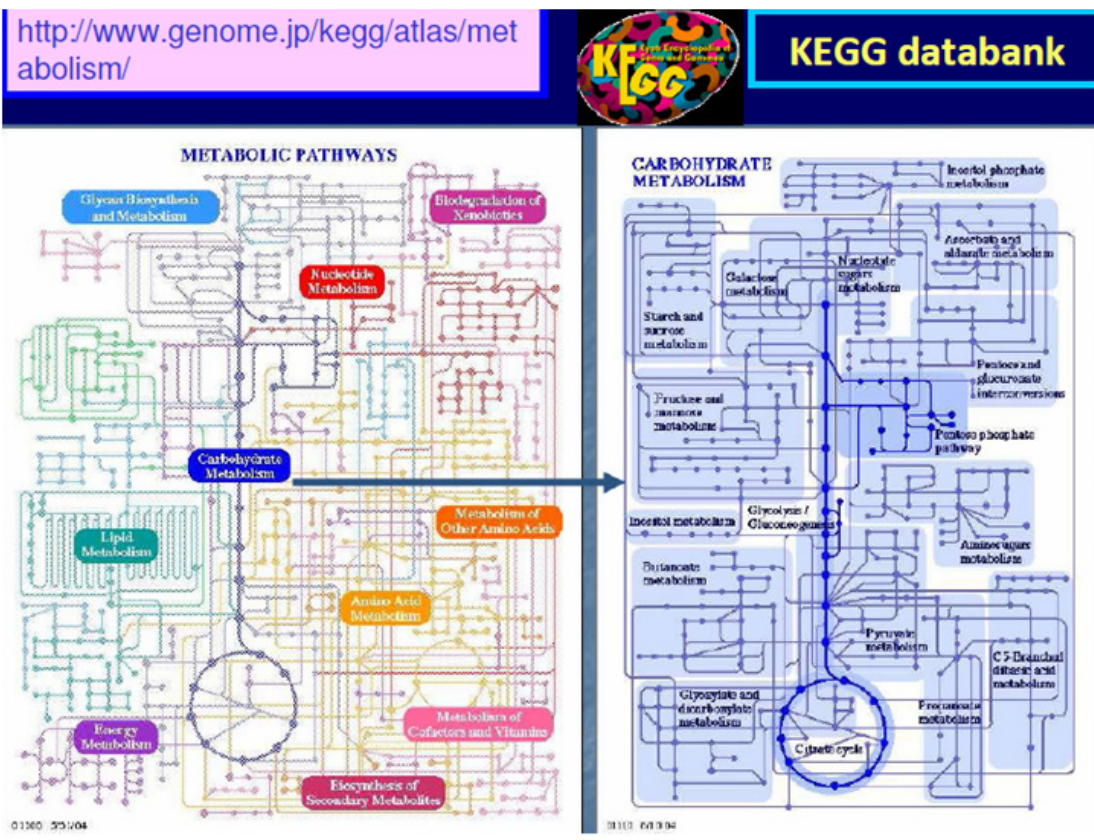 http://www.genome.jp/kegg/atlas/met
abolism/
KEGG
KEGG databank
METABOLIC PATHWAYS
Glycan Biosynthesis
and Metabolism
Biodegradation of
Xenobiotics
Nucleotide
Metabolism
Carbohydrate
Metabolism
Lipid
Metabolism
Metabolism of
Other Amino Acids
Amino Acid
Metabolism
Energy
Metabolism
Metabolism of
Cofactors and Vitamins
Biosynthesis of
Secondary Metabolites
CARBOHYDRATE
METABOLISM
Inositol phosphate
metabolism
Ascorbate and
aldarate metabolism
Nucleotide
sugars
metabolism
Galactose
metabolism
Starch and
sucrose
metabolism
Pentose and
glucuronate
interconversions
Fructose and
mannose
metabolism
Pentose phosphate
pathway
Glycolysis /
Gluconeogenesis
Inositol metabolism
Aminosugars
metabolism
Butanoate
metabolism
Pyruvate
metabolism
C5-Branched
dibasic acid
metabolism
Glyoxylate and
dicarboxylate
metabolism
Propanoate
metabolism
Citrate cycle